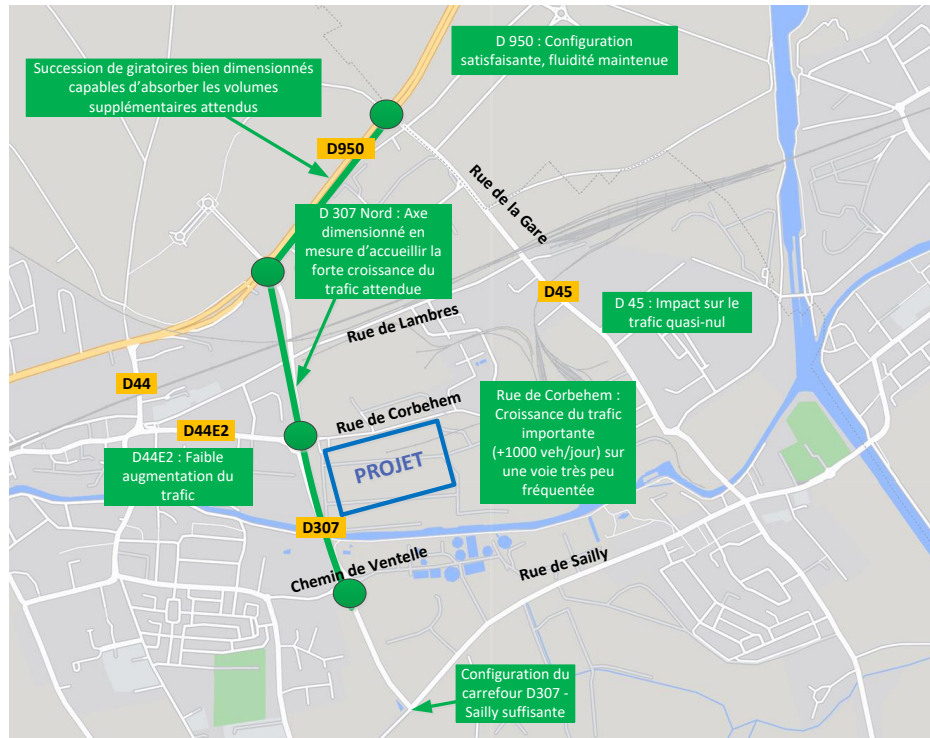 D 950 : Configuration
satisfaisante, fluidité maintenue
Succession de giratoires bien dimensionnés
capables d'absorber les volumes
supplémentaires attendus
D950
Rue de la Gare
D 307 Nord : Axe
dimensionné en
mesure d'accueillir la
forte croissance du
trafic attendue
D45
D 45 : Impact sur le
trafic quasi-nul
Rue de Lambres
D44
Rue de Corbehem :
Croissance du trafic
importante
(+1000 veh/jour) sur
une voie très peu
fréquentée
Rue de Corbehem
D44E2
D44E2 : Faible
augmentation du
trafic
PROJET
D307
Chemin de Ventelle
Rue de Sailly
Configuration du
carrefour D307 -
Sailly suffisante